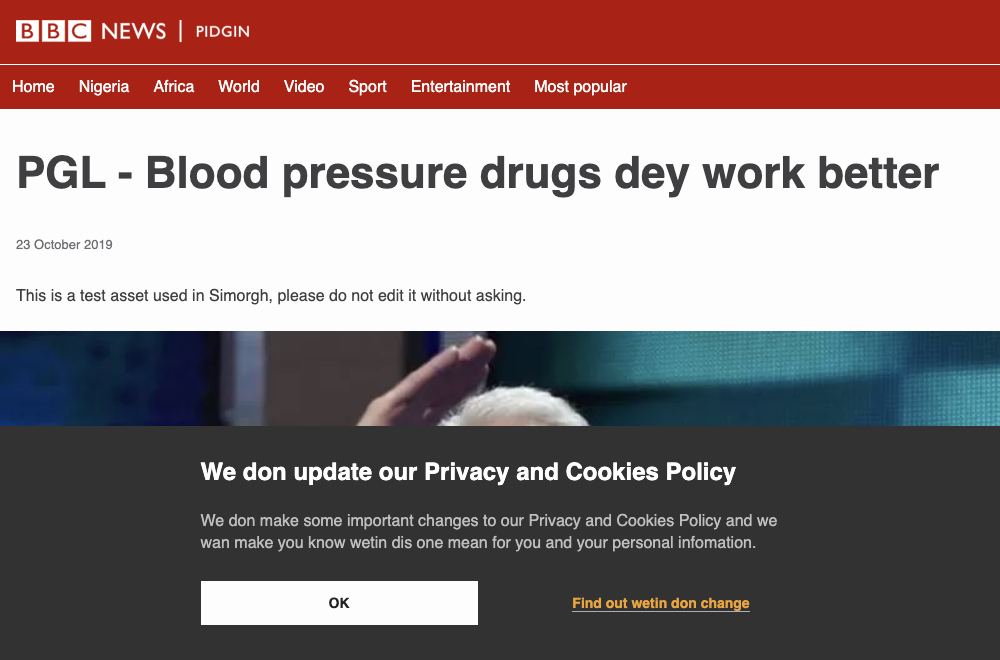 BBC NEWS | PIDGIN
Home Nigeria Africa World Video Sport Entertainment Most popular
PGL - Blood pressure drugs dey work better
23 October 2019
This is a test asset used in Simorgh, please do not edit it without asking.
We don update our Privacy and Cookies Policy
We don make some important changes to our Privacy and Cookies Policy and we
wan make you know wetin dis one mean for you and your personal infomation.
OK Find out wetin don change